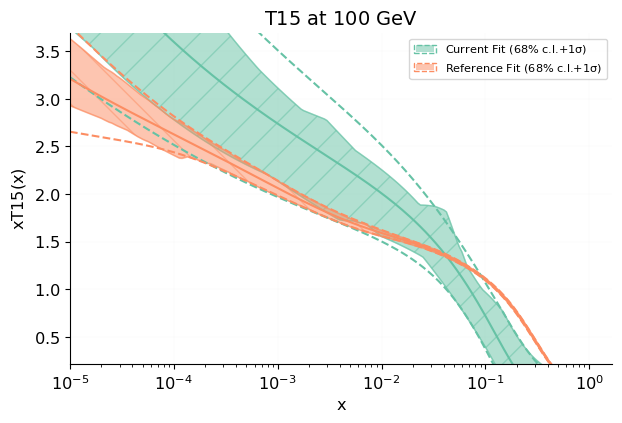 T15 at 100 GeV
Current Fit (68% c.l.+1σ)
Reference Fit (68% c.l.+1σ)
xT15(x)
3.5
3.0
2.5
2.0
1.5
1.0
0.5
10⁻⁵ 10⁻⁴ 10⁻³ 10⁻² 10⁻¹ 10⁰
x